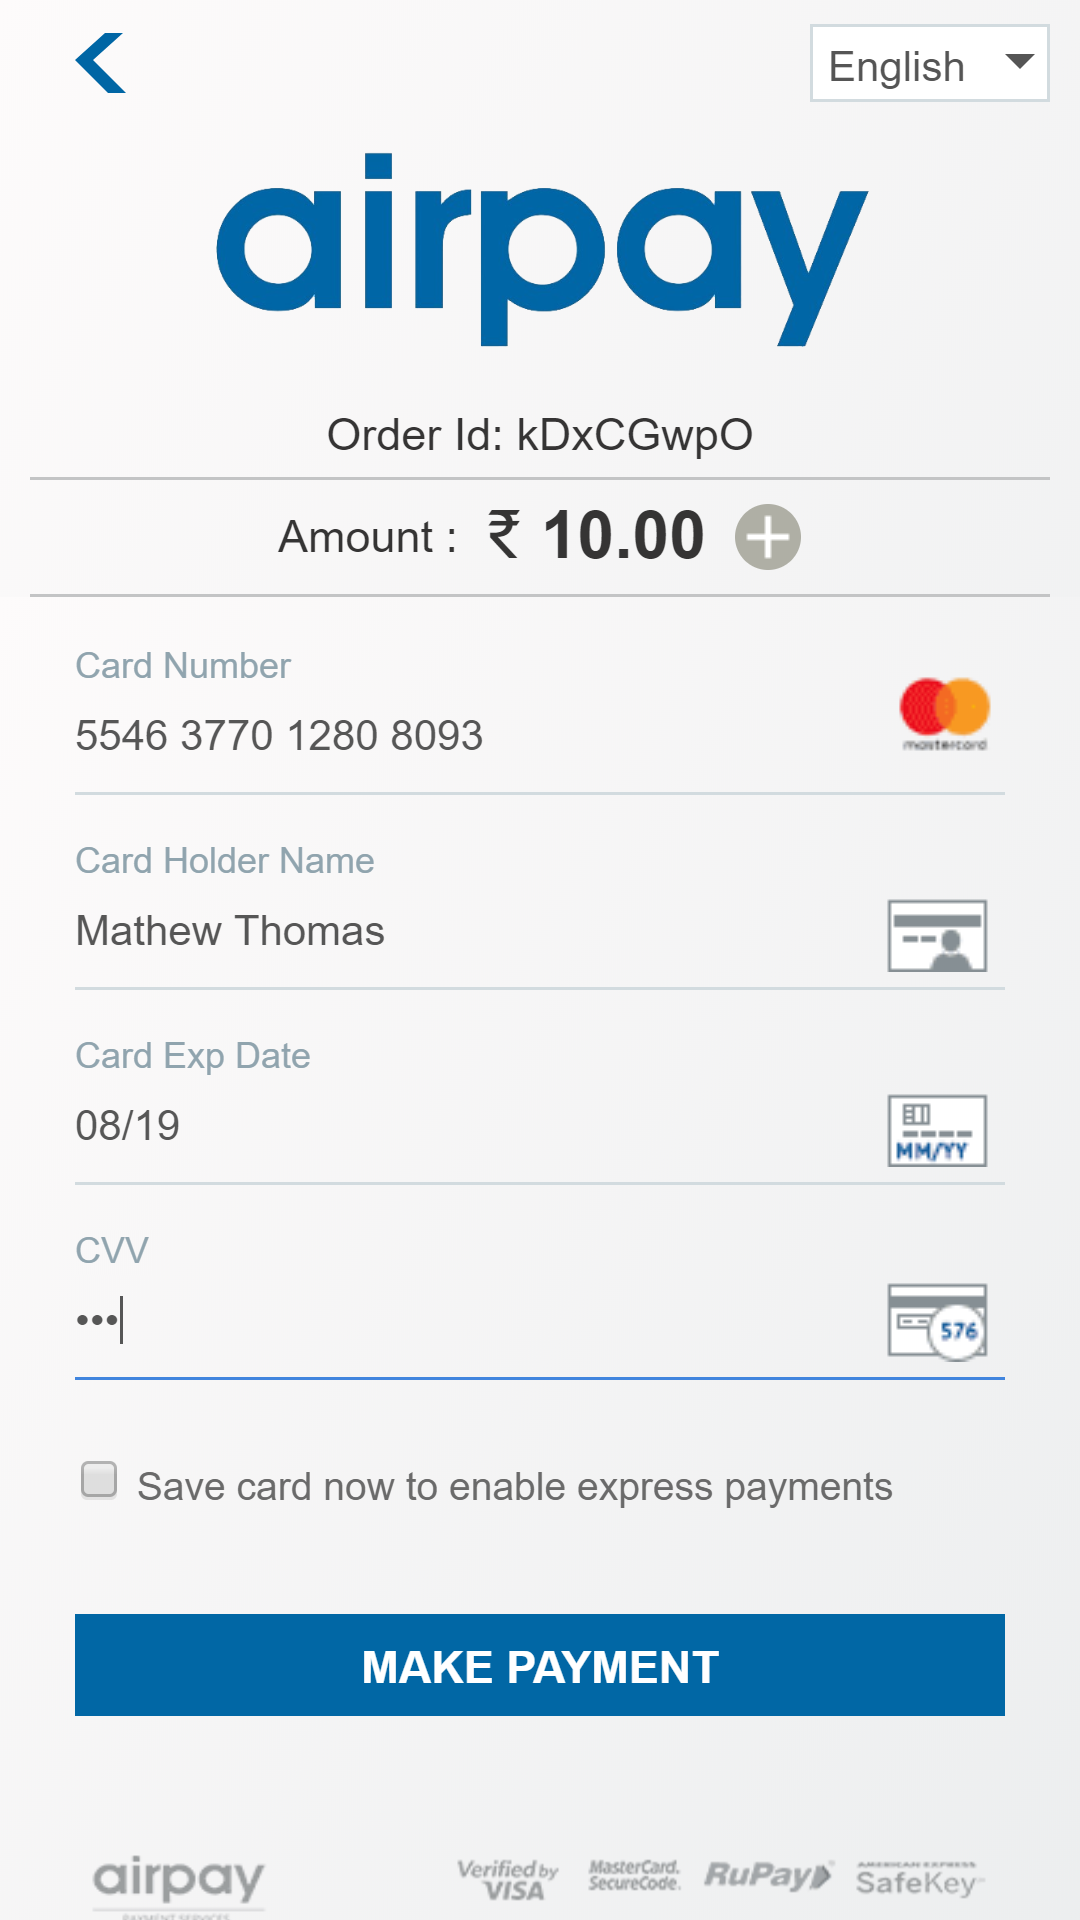 English
airpay
Order Id: kDxCGwpO
Amount : ₹ 10.00
Card Number
5546 3770 1280 8093
mastercard
Card Holder Name
Mathew Thomas
Card Exp Date
08/19
MM/YY
CVV
•••
576
Save card now to enable express payments
MAKE PAYMENT
airpay
PAYMENT SERVICES
Verified by
VISA
MasterCard.
SecureCode.
RuPay
AMERICAN EXPRESS
SafeKey